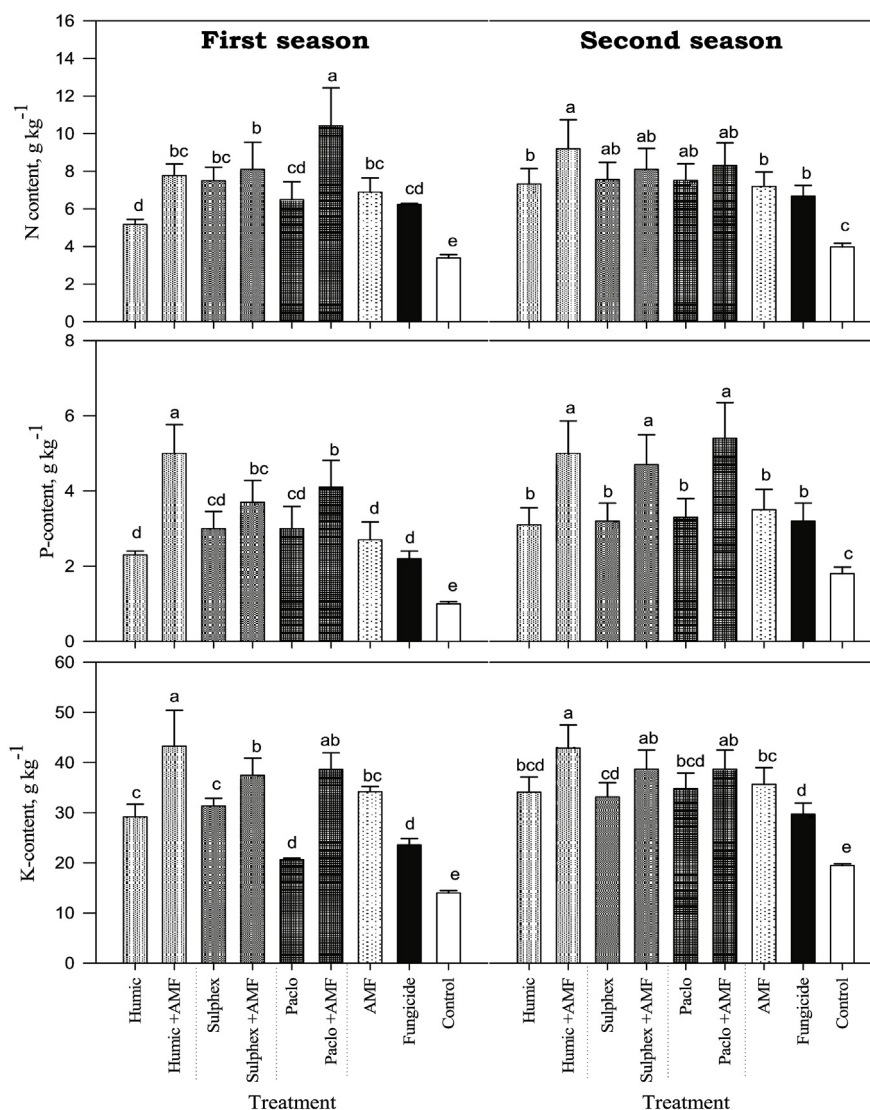 First season
Second season
N content, g kg-1
16
14
12
10
8
6
4
2
0
d
bc
bc
b
cd
a
bc
cd
e
b
a
ab
ab
ab
ab
b
b
c
P-content, g kg-1
8
6
4
2
0
d
a
cd
bc
cd
b
d
d
e
b
a
b
a
b
a
b
b
c
K-content, g kg-1
60
50
40
30
20
10
0
c
a
c
b
d
ab
bc
d
e
bcd
a
cd
ab
bcd
ab
bc
d
e
Humic
Humic +AMF
Sulphex
Sulphex +AMF
Paclo
Paclo +AMF
AMF
Fungicide
Control
Humic
Humic +AMF
Sulphex
Sulphex +AMF
Paclo
Paclo +AMF
AMF
Fungicide
Control
Treatment
Treatment